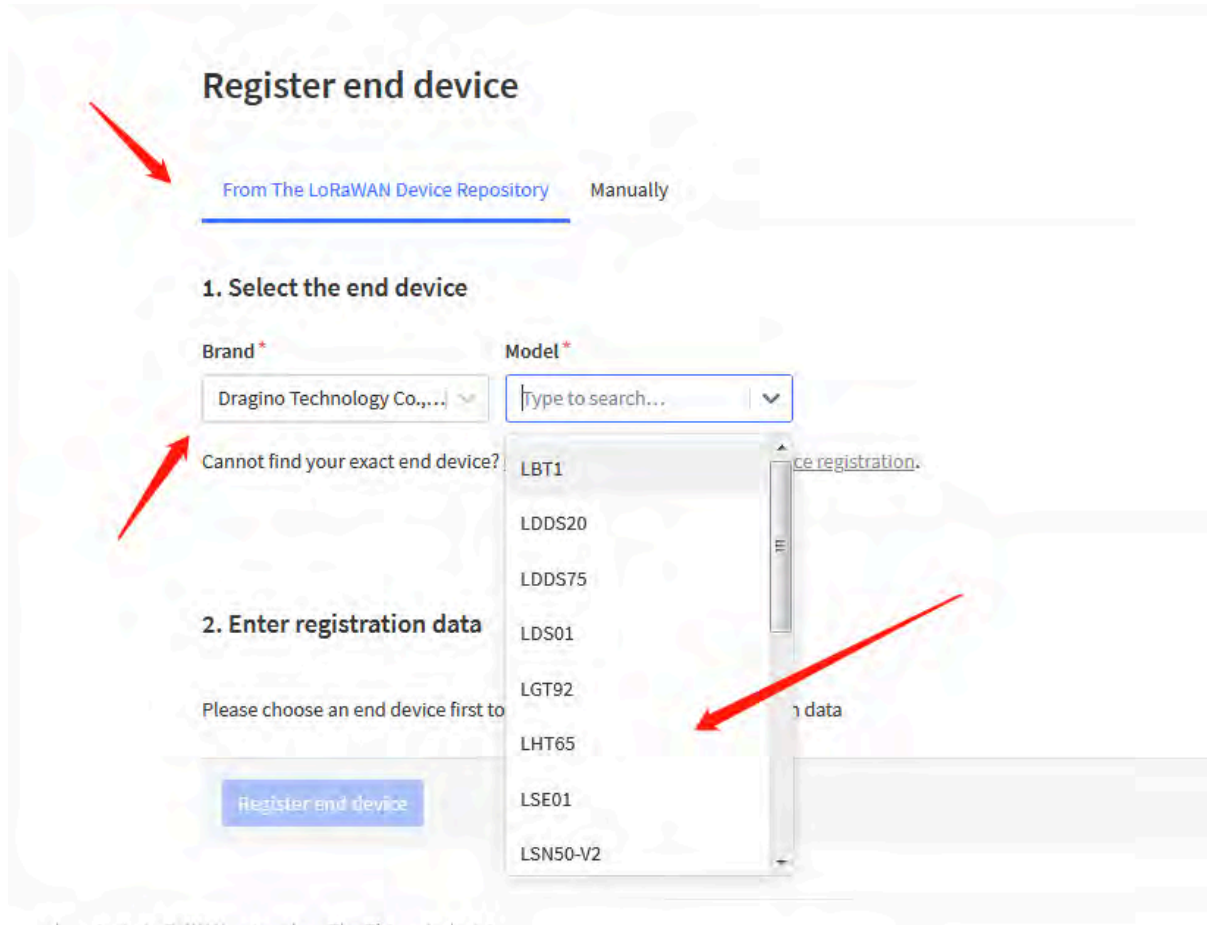 Register end device
From The LoRaWAN Device Repository Manually
1. Select the end device
Brand* Model*
Dragino Technology Co.,... Type to search...
Cannot find your exact end device? ce registration.
LBT1
LDDS20
LDDS75
LDS01
2. Enter registration data
LGT92
Please choose an end device first to n data
LHT65
LSE01
Register end device
LSN50-V2